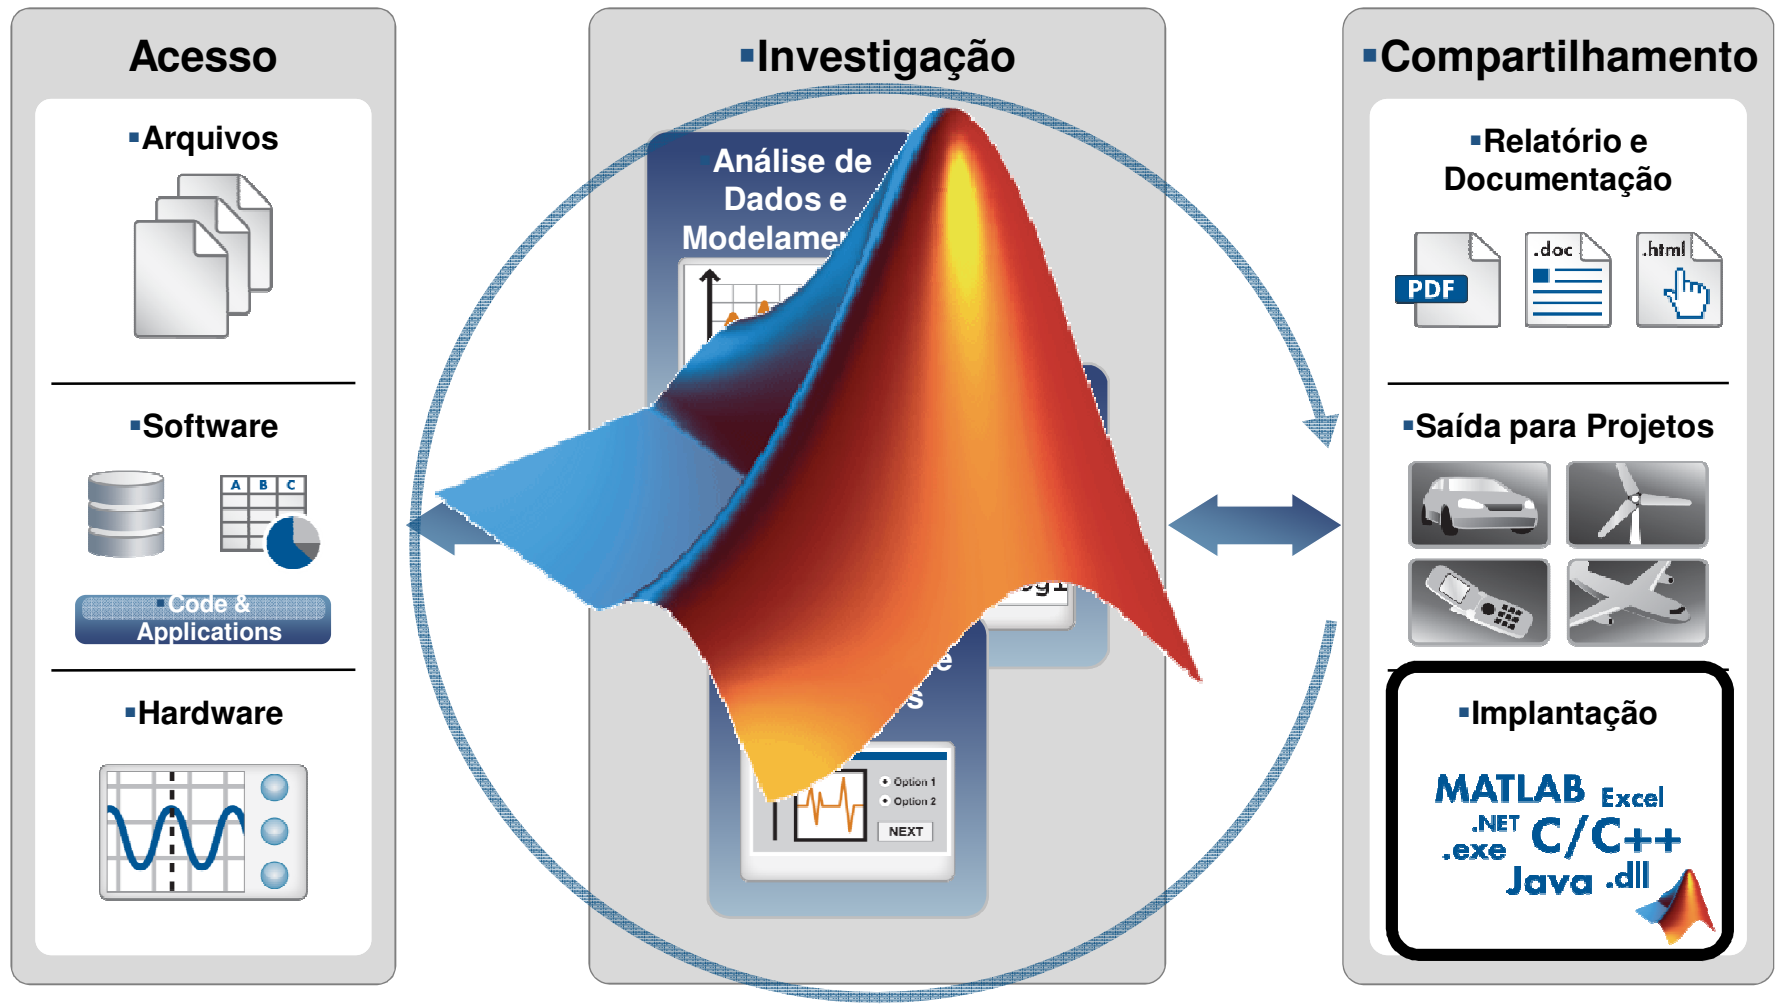 Acesso
▪Arquivos
▪Software
A B C
▪Code &
Applications
▪Hardware
▪Investigação
▪Análise de
Dados e
Option 1
Option 2
NEXT
▪Compartilhamento
▪Relatório e
Documentação
PDF
.doc
.html
▪Saída para Projetos
▪Implantação
MATLAB Excel
.NET C/C++
.exe
Java .dll